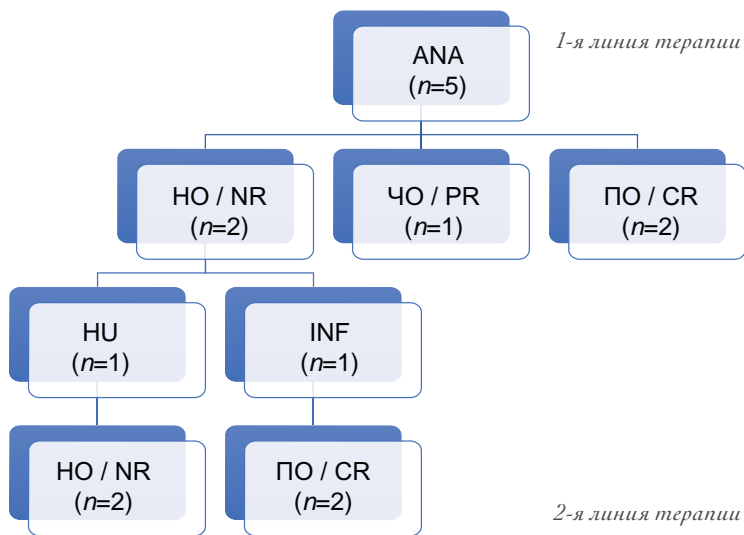 1-я линия терапии
ANA
(n=5)
НО / NR
(n=2)
ЧО / PR
(n=1)
ПО / CR
(n=2)
HU
(n=1)
INF
(n=1)
НО / NR
(n=2)
ПО / CR
(n=2)
2-я линия терапии